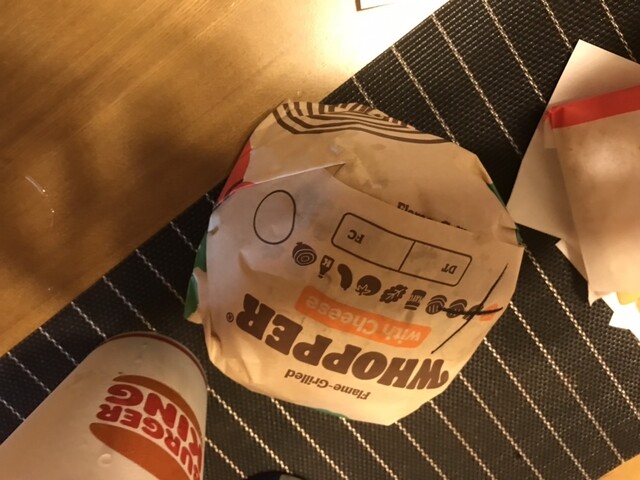 Flame-Grilled
WHOPPER®
with Cheese
DT FC
BURGER
KING